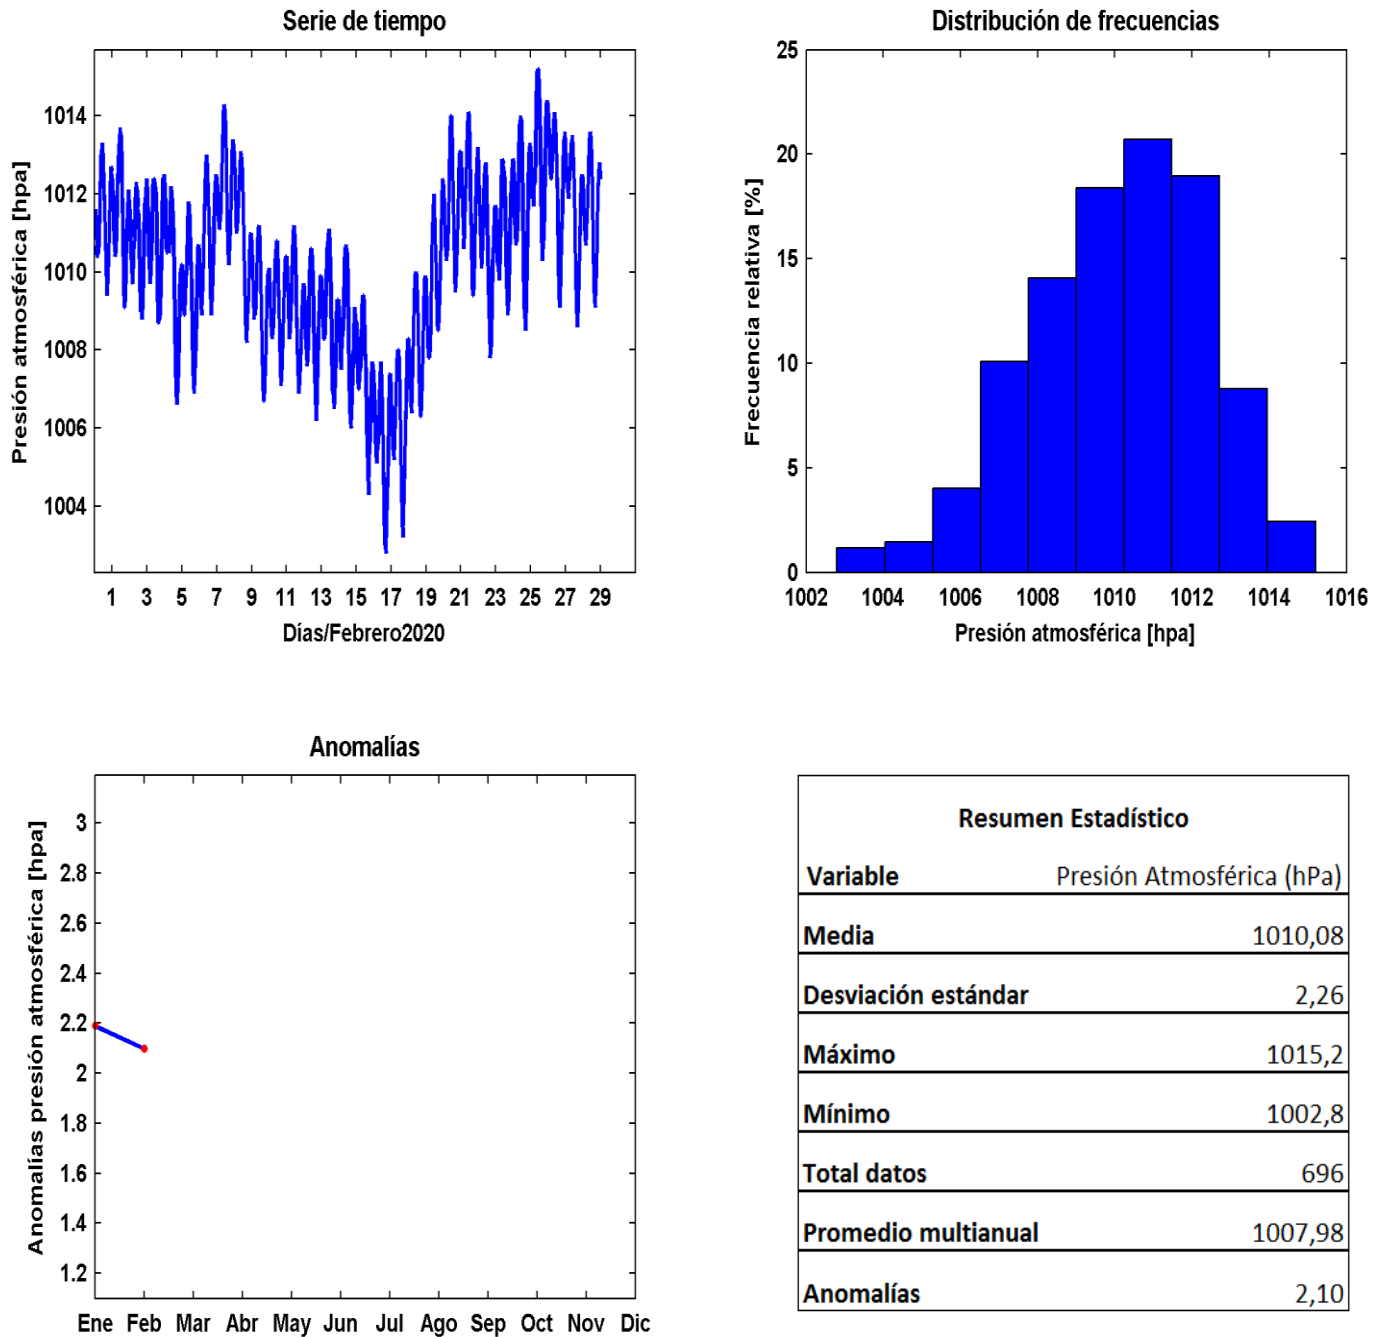 Serie de tiempo
Presión atmosférica [hpa]
1014
1012
1010
1008
1006
1004
1 3 5 7 9 11 13 15 17 19 21 23 25 27 29
Días/Febrero2020
Distribución de frecuencias
Frecuencia relativa [%]
25
20
15
10
5
0
1002 1004 1006 1008 1010 1012 1014 1016
Presión atmosférica [hpa]
Anomalías
Anomalías presión atmosférica [hpa]
3
2.8
2.6
2.4
2.2
2
1.8
1.6
1.4
1.2
Ene Feb Mar Abr May Jun Jul Ago Sep Oct Nov Dic
Resumen Estadístico
Variable Presión Atmosférica (hPa)
Media 1010,08
Desviación estándar 2,26
Máximo 1015,2
Mínimo 1002,8
Total datos 696
Promedio multianual 1007,98
Anomalías 2,10